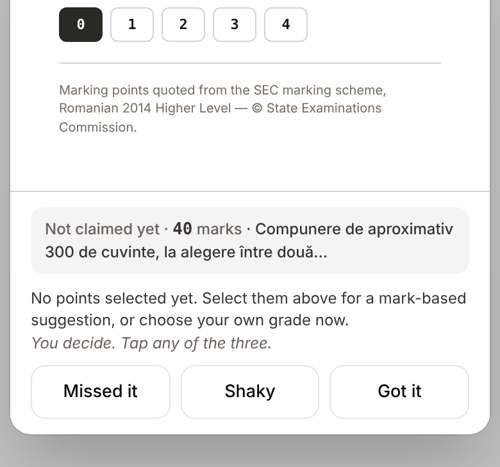 0 1 2 3 4
Marking points quoted from the SEC marking scheme,
Romanian 2014 Higher Level — © State Examinations
Commission.
Not claimed yet · 40 marks · Compunere de aproximativ
300 de cuvinte, la alegere între două...
No points selected yet. Select them above for a mark-based
suggestion, or choose your own grade now.
You decide. Tap any of the three.
Missed it Shaky Got it